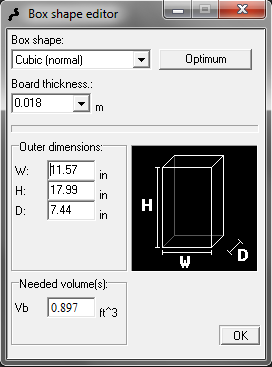 Box shape editor
Box shape:
Cubic (normal)
Optimum
Board thickness.:
0.018 m
Outer dimensions:
W: 11.57 in
H: 17.99 in
D: 7.44 in
H
W
D
Needed volume(s):
Vb 0.897 ft^3
OK